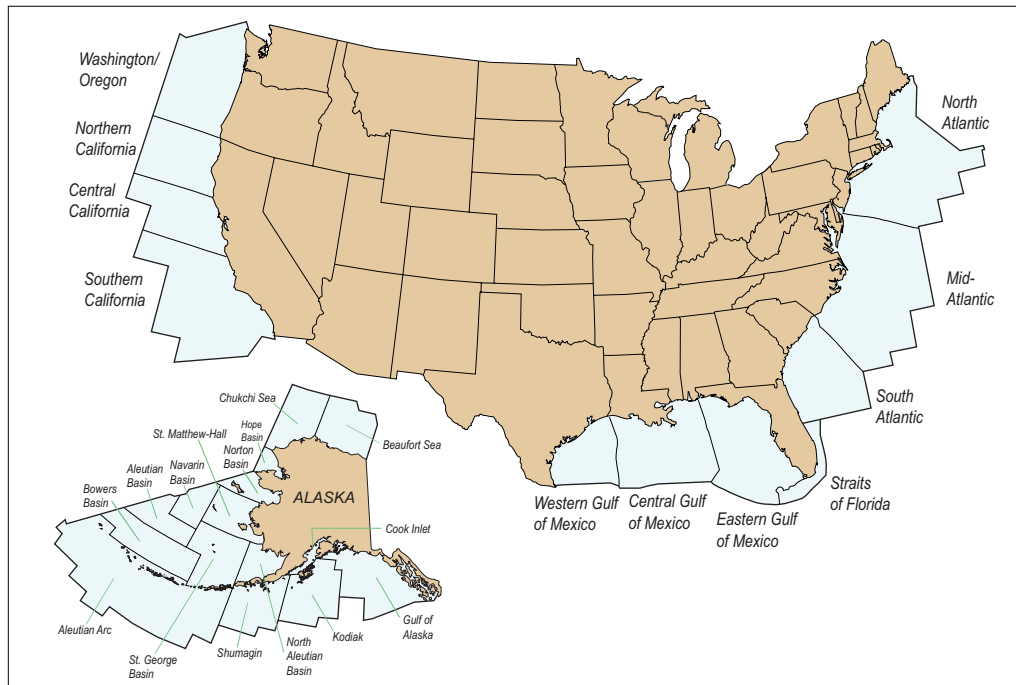 Washington/
Oregon
Northern
California
Central
California
Southern
California
North
Atlantic
Mid-
Atlantic
South
Atlantic
Straits
of Florida
Western Gulf
of Mexico
Central Gulf
of Mexico
Eastern Gulf
of Mexico
Chukchi Sea
Beaufort Sea
St. Matthew-Hall
Hope
Basin
Norton
Basin
Navarin
Basin
Aleutian
Basin
Bowers
Basin
ALASKA
Cook Inlet
Aleutian Arc
St. George
Basin
Shumagin
North
Aleutian
Basin
Kodiak
Gulf of
Alaska